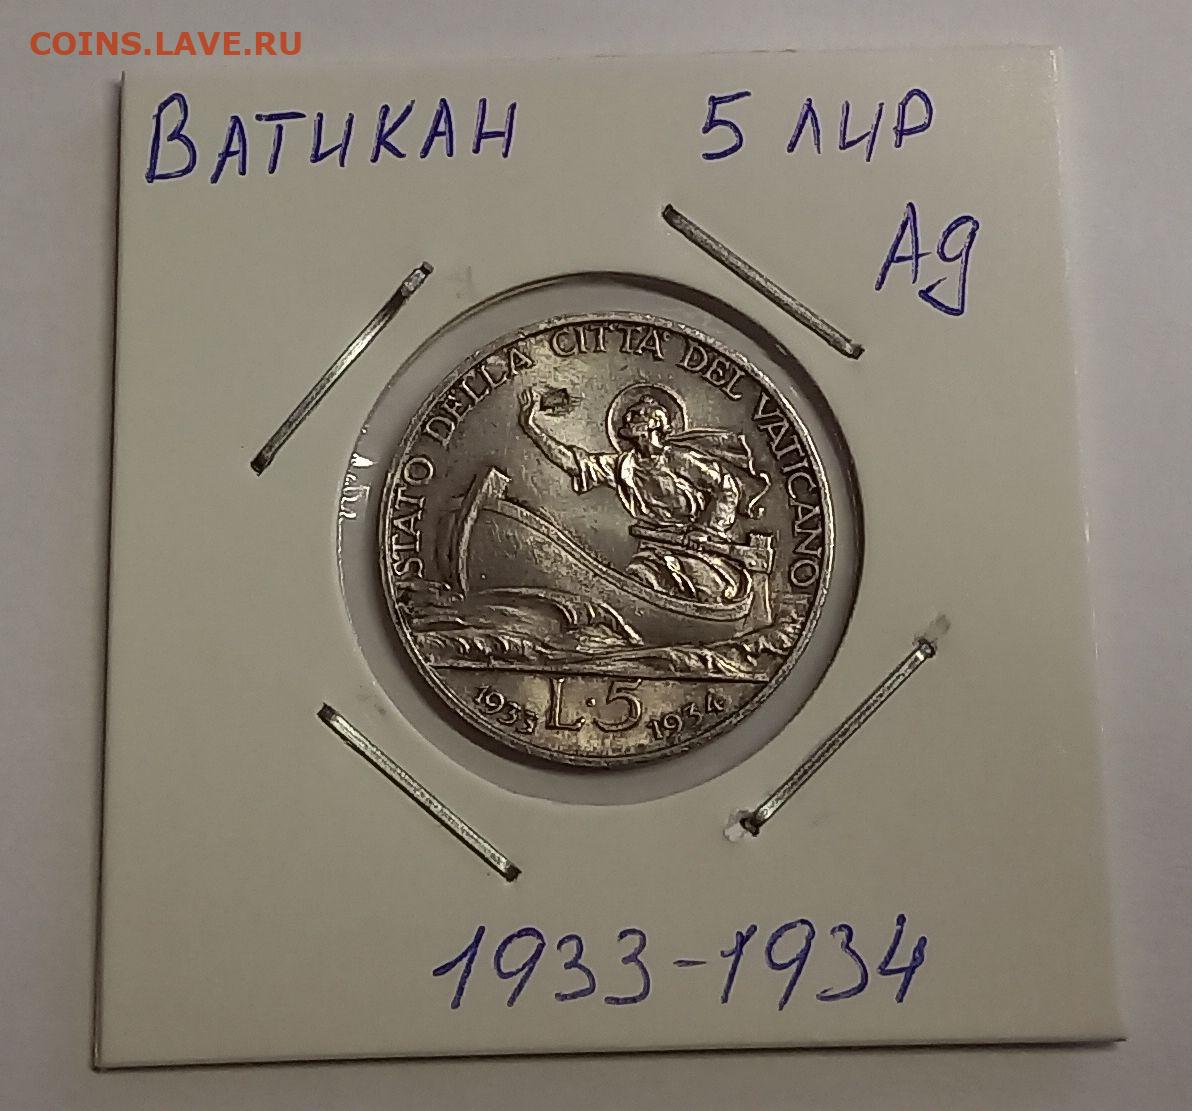 COINS.LAVE.RU
ВАТИКАН 5 ЛИР
Ag
STATO DELLA CITTA' DEL VATICANO
1933 L·5 1934
1933-1934